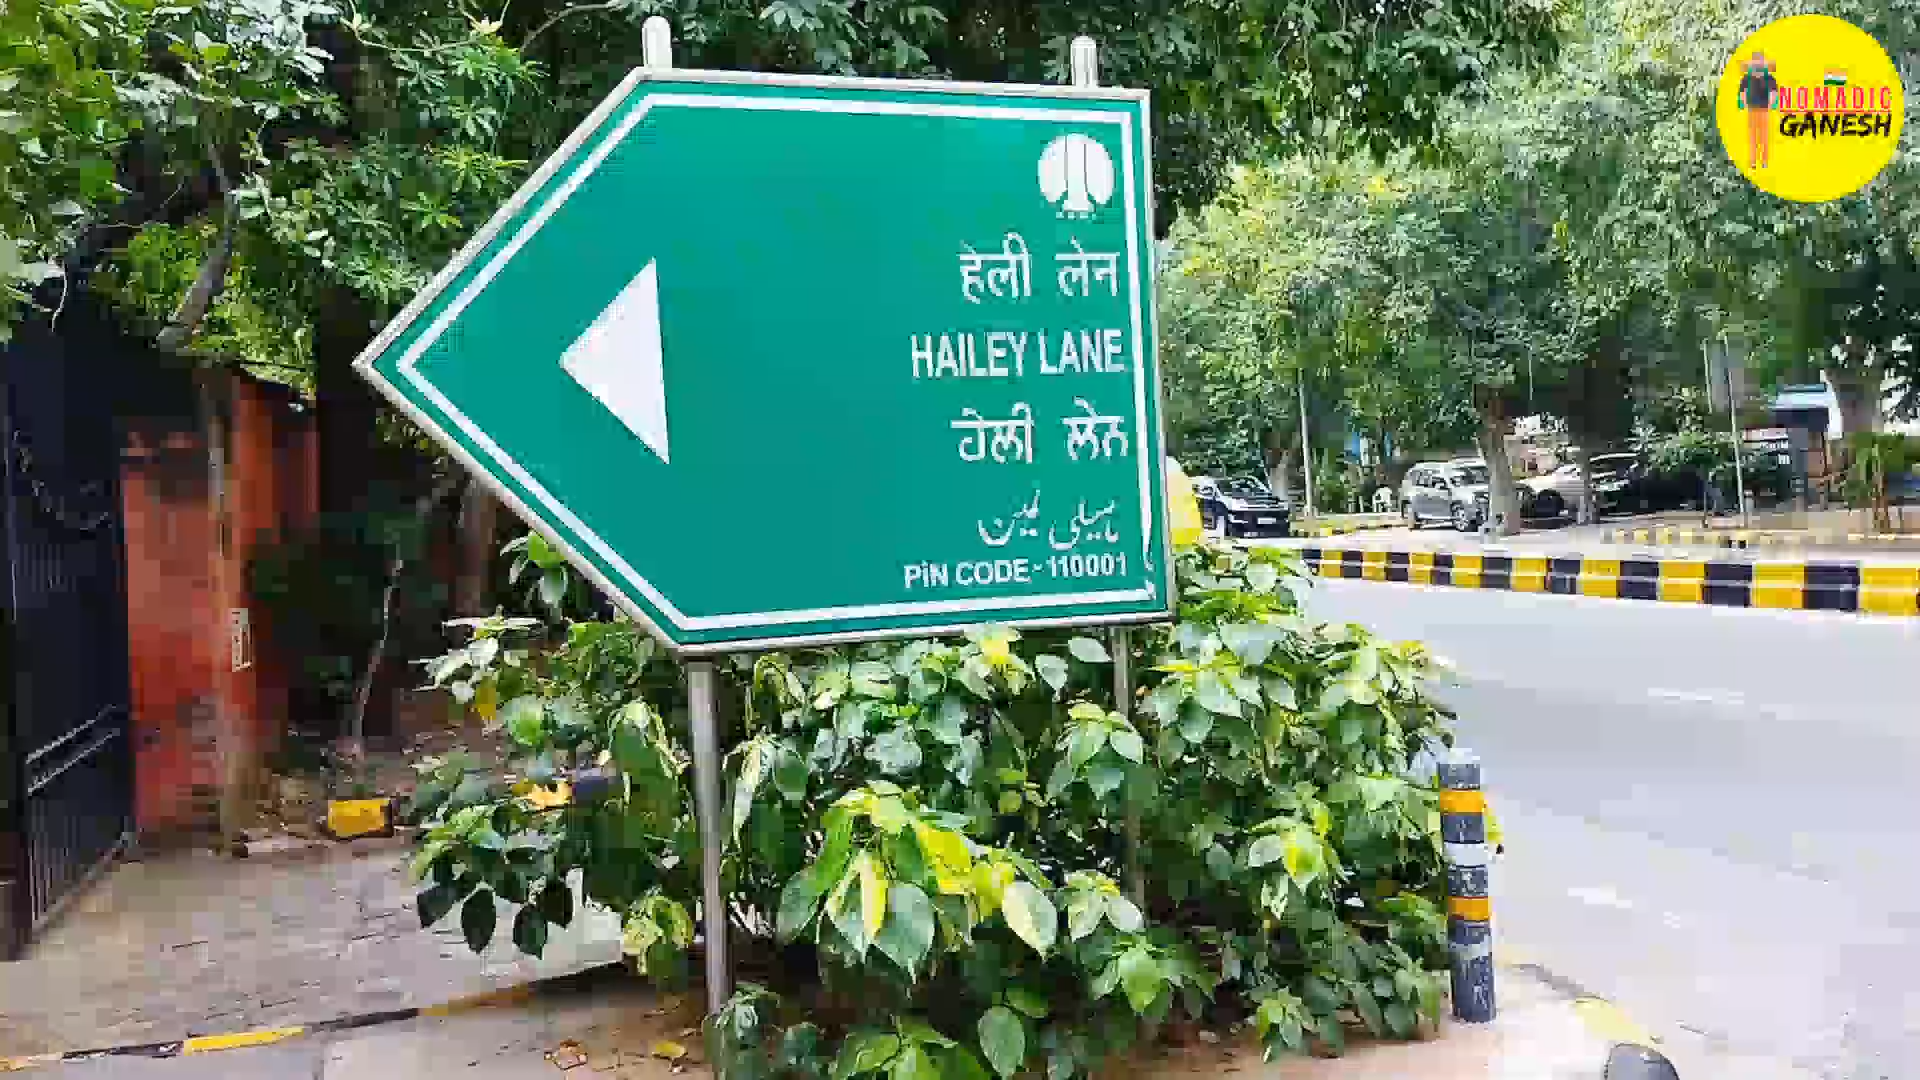 NOMADIC
GANESH
हेली लेन
HAILEY LANE
ਹੇਲੀ ਲੇਨ
ہیلی لین
PIN CODE-110001